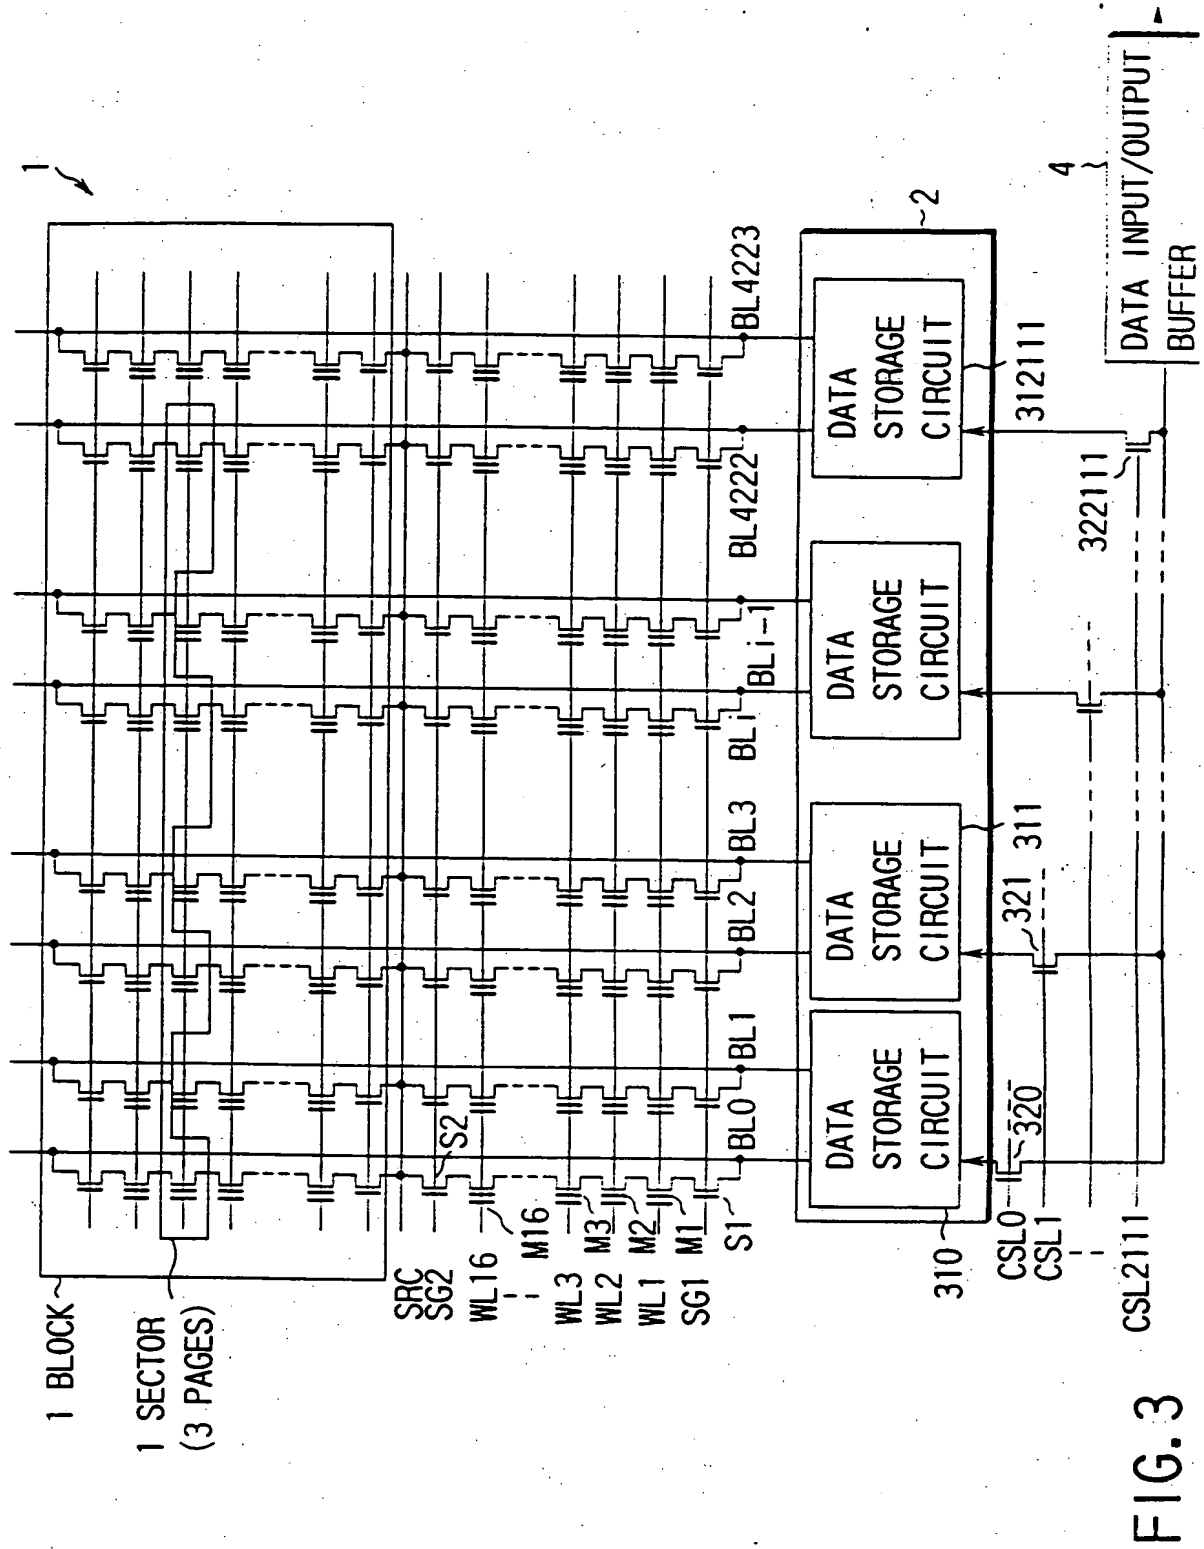 1
1 BLOCK
1 SECTOR
(3 PAGES)
SRC
SG2
S2
WL16
M16
WL3
M3
WL2
M2
WL1
M1
SG1
S1
BL0
BL1
BL2
BL3
BLi
BLi-1
BL4222
BL4223
2
DATA
STORAGE
CIRCUIT
DATA
STORAGE
CIRCUIT
DATA
STORAGE
CIRCUIT
DATA
STORAGE
CIRCUIT
310
311
312111
CSL0
320
CSL1
321
CSL2111
322111
4
DATA INPUT/OUTPUT
BUFFER
FIG. 3